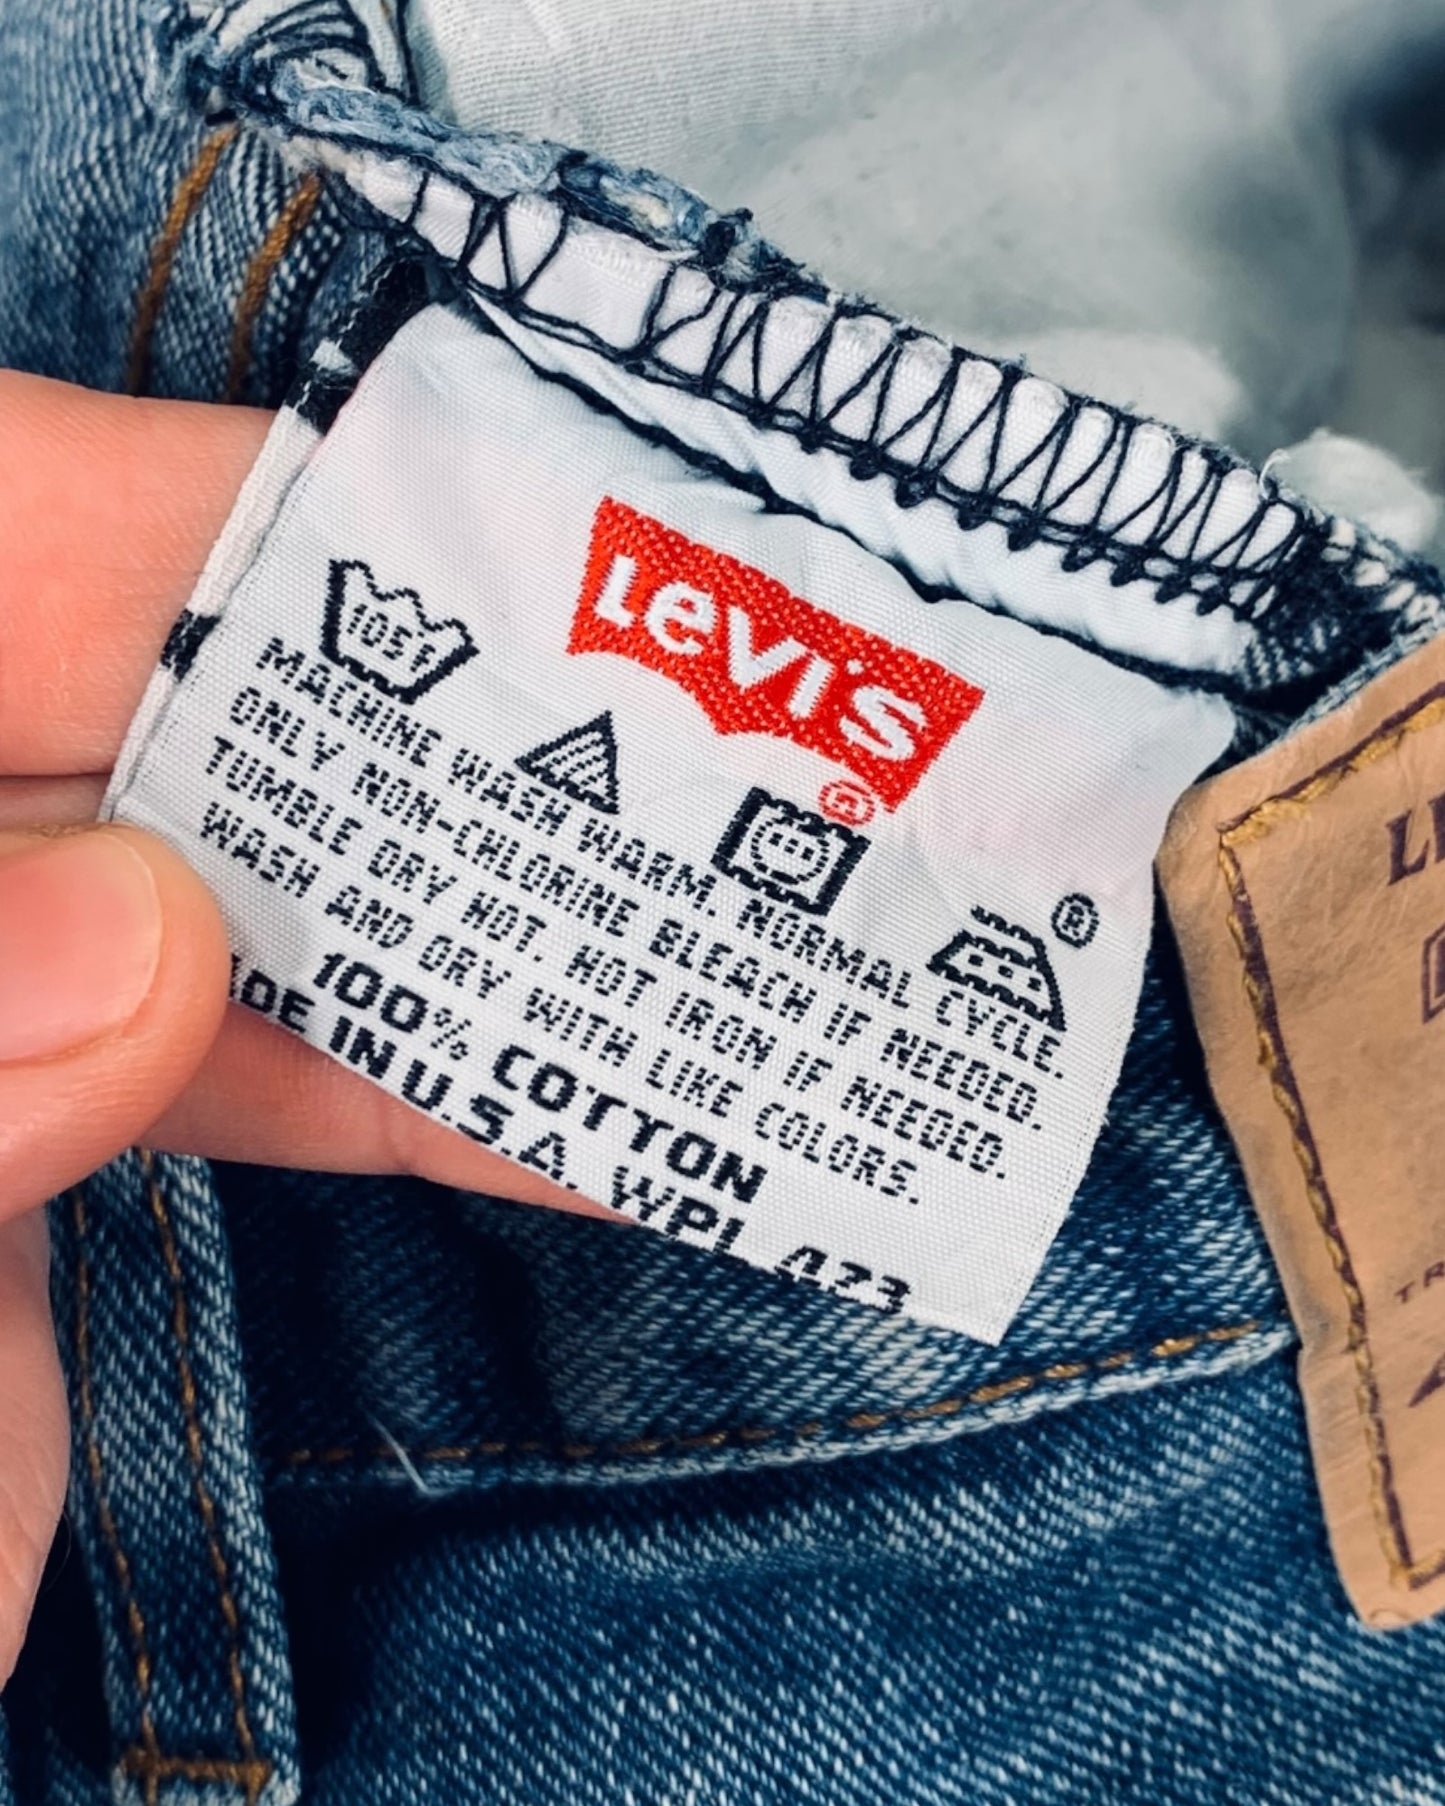 Levi's®
105F
®
MACHINE WASH WARM. NORMAL CYCLE.
ONLY NON-CHLORINE BLEACH IF NEEDED.
TUMBLE DRY HOT. HOT IRON IF NEEDED.
WASH AND DRY WITH LIKE COLORS.
100% COTTON
DE IN U.S.A. WPL 423